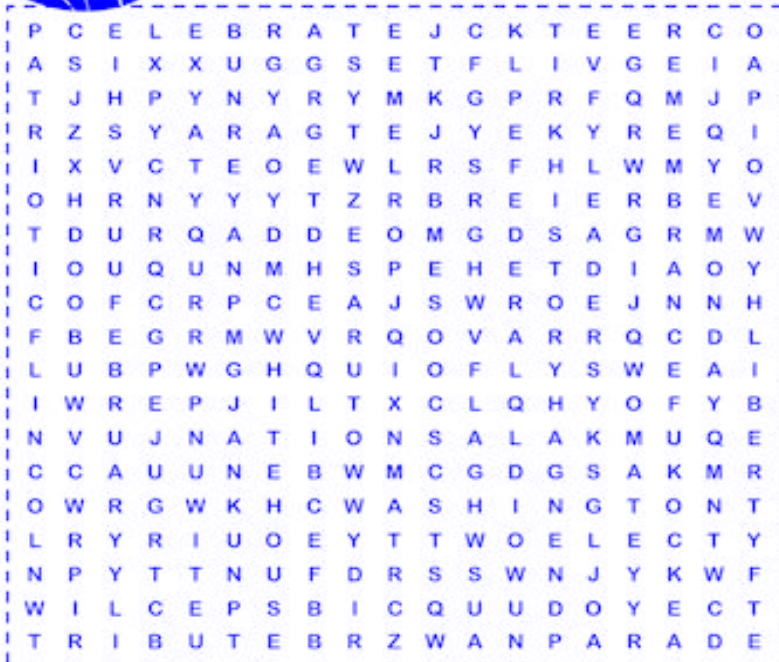 P C E L E B R A T E J C K T E E R C O
A S I X X U G G S E T F L I V G E I A
T J H P Y N Y R Y M K G P R F Q M J P
R Z S Y A R A G T E J Y E K Y R E Q I
I X V C T E O E W L R S F H L W M Y O
O H R N Y Y Y T Z R B R E I E R B E V
T D U R Q A D D E O M G D S A G R M W
I O U Q U N M H S P E H E T D I A O Y
C O F C R P C E A J S W R O E J N N H
F B E G R M W V R Q O V A R R Q C D L
L U B P W G H Q U I O F L Y S W E A I
I W R E P J I L T X C L Q H Y O F Y B
N V U J N A T I O N S A L A K M U Q E
C C A U U N E B W M C G D G S A K M R
O W R G W K H C W A S H I N G T O N T
L R Y R I U O E Y T T W O E L E C T Y
N P Y T T N U F D R S S W N J Y K W F
W I L C E P S B I C Q U U D O Y E C T
T R I B U T E B R Z W A N P A R A D E